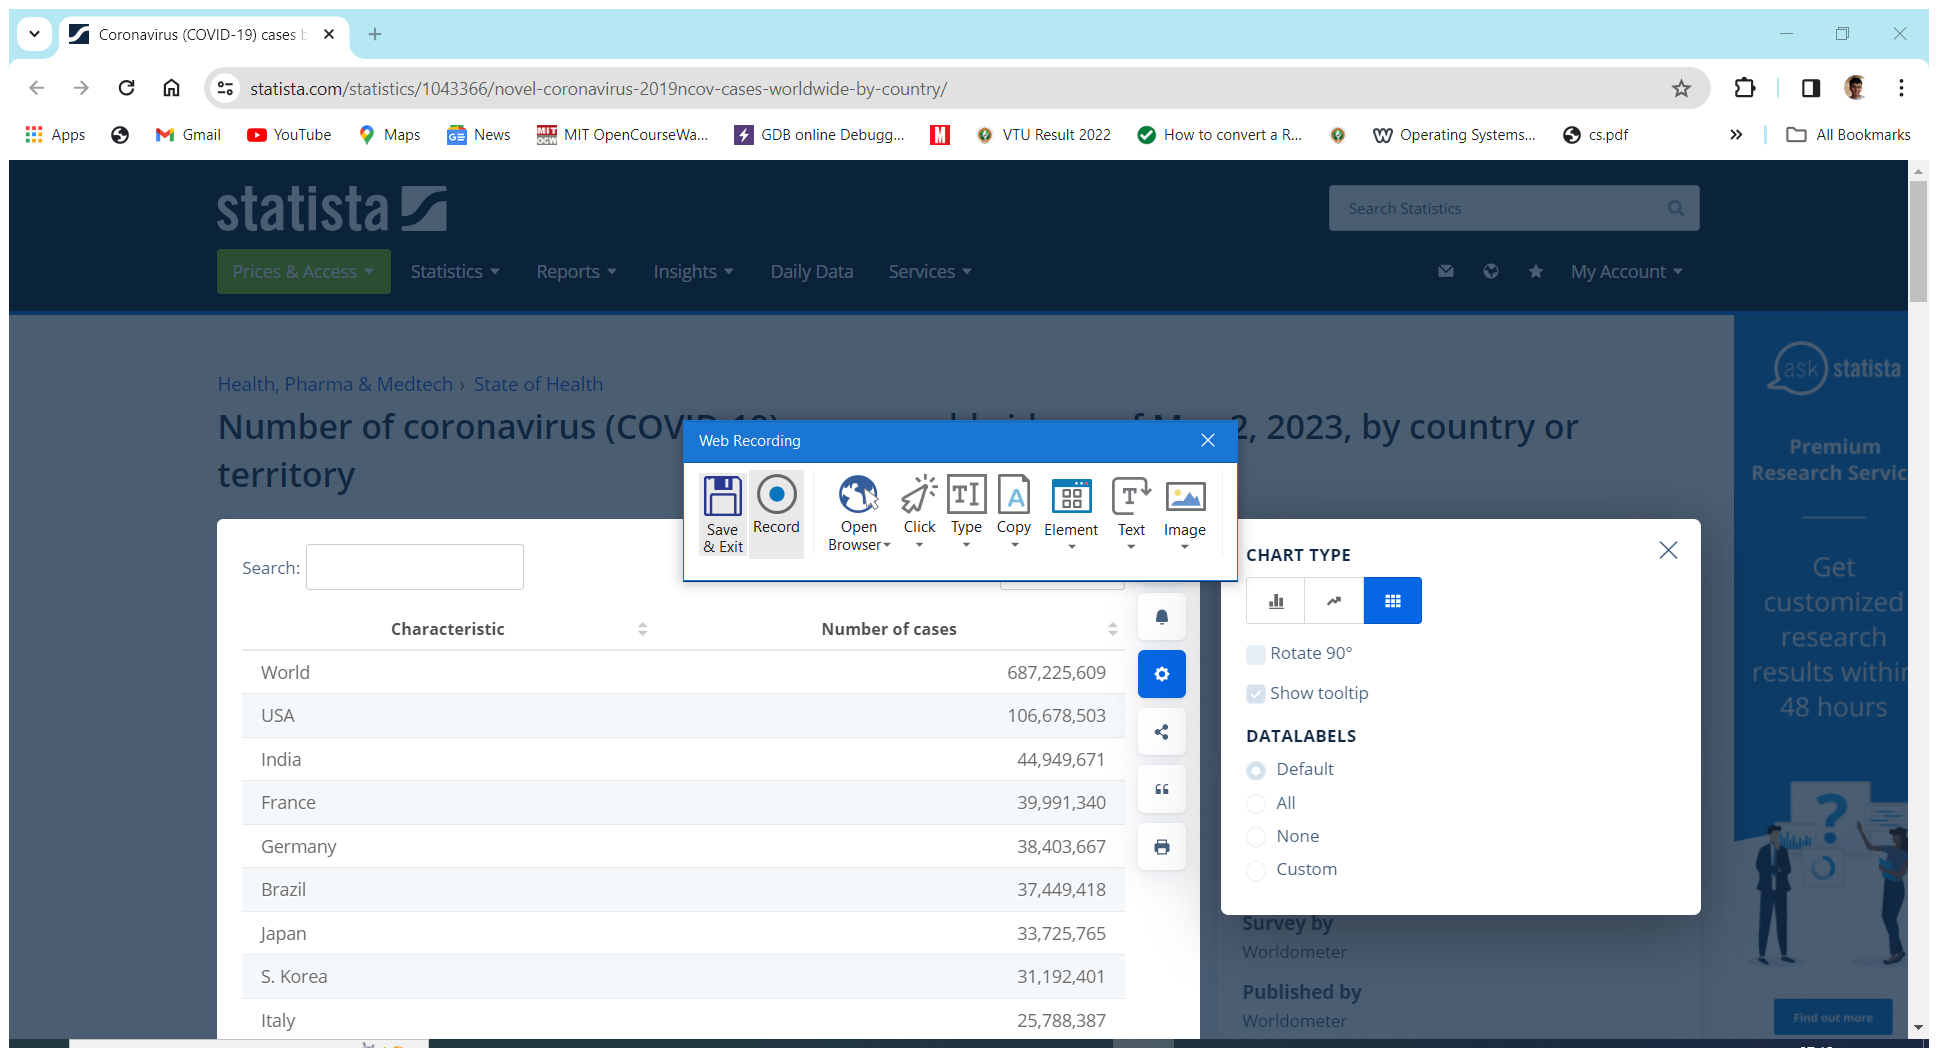 Coronavirus (COVID-19) cases
statista.com/statistics/1043366/novel-coronavirus-2019ncov-cases-worldwide-by-country/
Apps Gmail YouTube Maps News MIT OpenCourseWa... GDB online Debugg... VTU Result 2022 How to convert a R... Operating Systems... cs.pdf » All Bookmarks
statista
Search Statistics
Prices & Access Statistics Reports Insights Daily Data Services My Account
Health, Pharma & Medtech › State of Health
Number of coronavirus (COV 2, 2023, by country or
territory
Web Recording
Save
& Exit
Record
Open
Browser
Click
Type
Copy
Element
Text
Image
Search:
Characteristic Number of cases
World 687,225,609
USA 106,678,503
India 44,949,671
France 39,991,340
Germany 38,403,667
Brazil 37,449,418
Japan 33,725,765
S. Korea 31,192,401
Italy 25,788,387
CHART TYPE
Rotate 90°
Show tooltip
DATALABELS
Default
All
None
Custom
Survey by
Worldometer
Published by
Worldometer
ask statista
Premium
Research Servic
Get
customized
research
results within
48 hours
Find out more